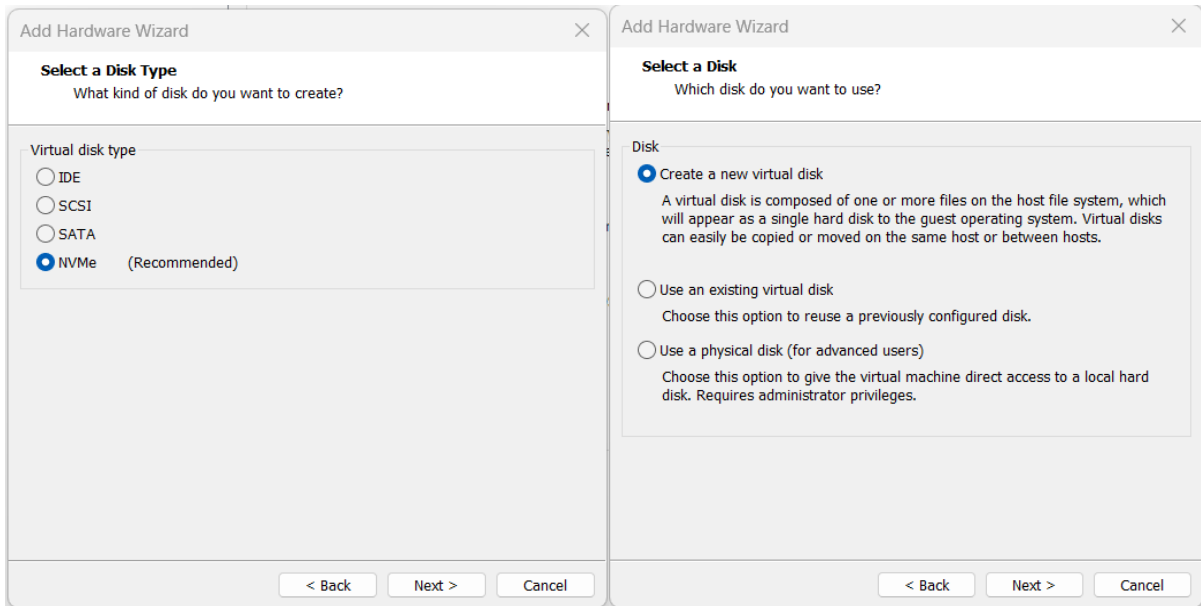 Add Hardware Wizard
Select a Disk Type
What kind of disk do you want to create?
Virtual disk type
IDE
SCSI
SATA
NVMe (Recommended)
< Back Next > Cancel
Add Hardware Wizard
Select a Disk
Which disk do you want to use?
Disk
Create a new virtual disk
A virtual disk is composed of one or more files on the host file system, which
will appear as a single hard disk to the guest operating system. Virtual disks
can easily be copied or moved on the same host or between hosts.
Use an existing virtual disk
Choose this option to reuse a previously configured disk.
Use a physical disk (for advanced users)
Choose this option to give the virtual machine direct access to a local hard
disk. Requires administrator privileges.
< Back Next > Cancel